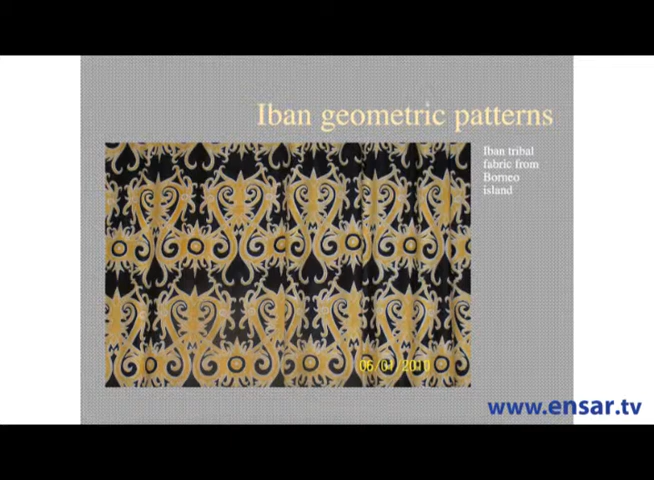 Iban geometric patterns
Iban tribal
fabric from
Borneo
island
06/01/2010
www.ensar.tv